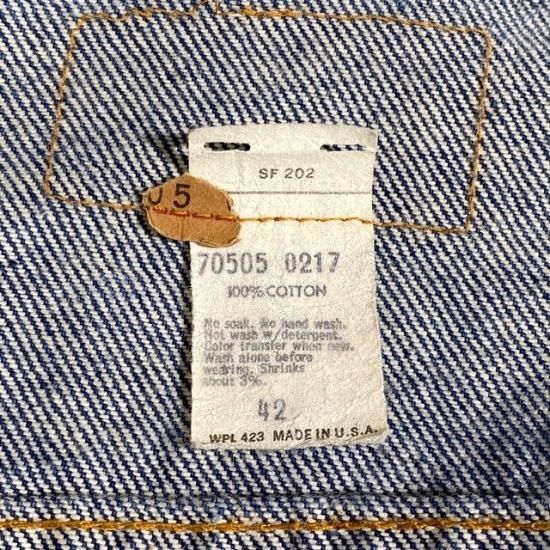 SF 202
5
70505 0217
100% COTTON
No soak. No hand wash.
Not wash w/detergent.
Color transfer when new.
Wash alone before
wearing. Shrinks
about 3%.
42
WPL 423 MADE IN U.S.A.